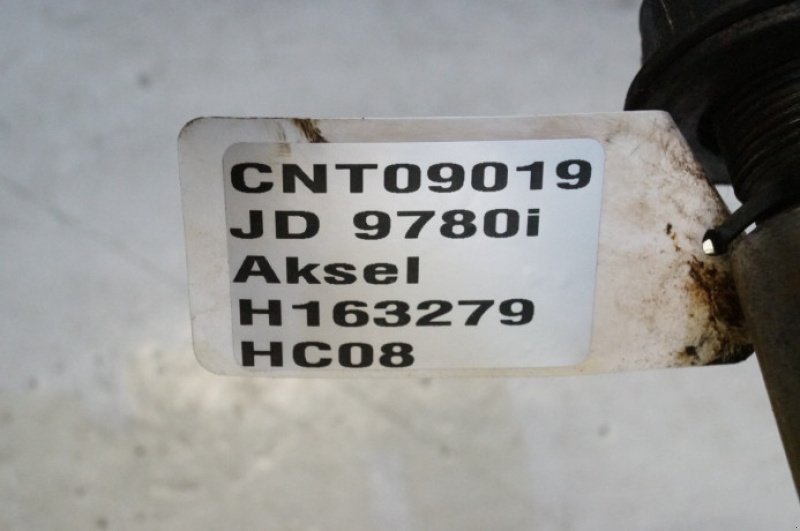 CNT09019
JD 9780i
Aksel
H163279
HC08